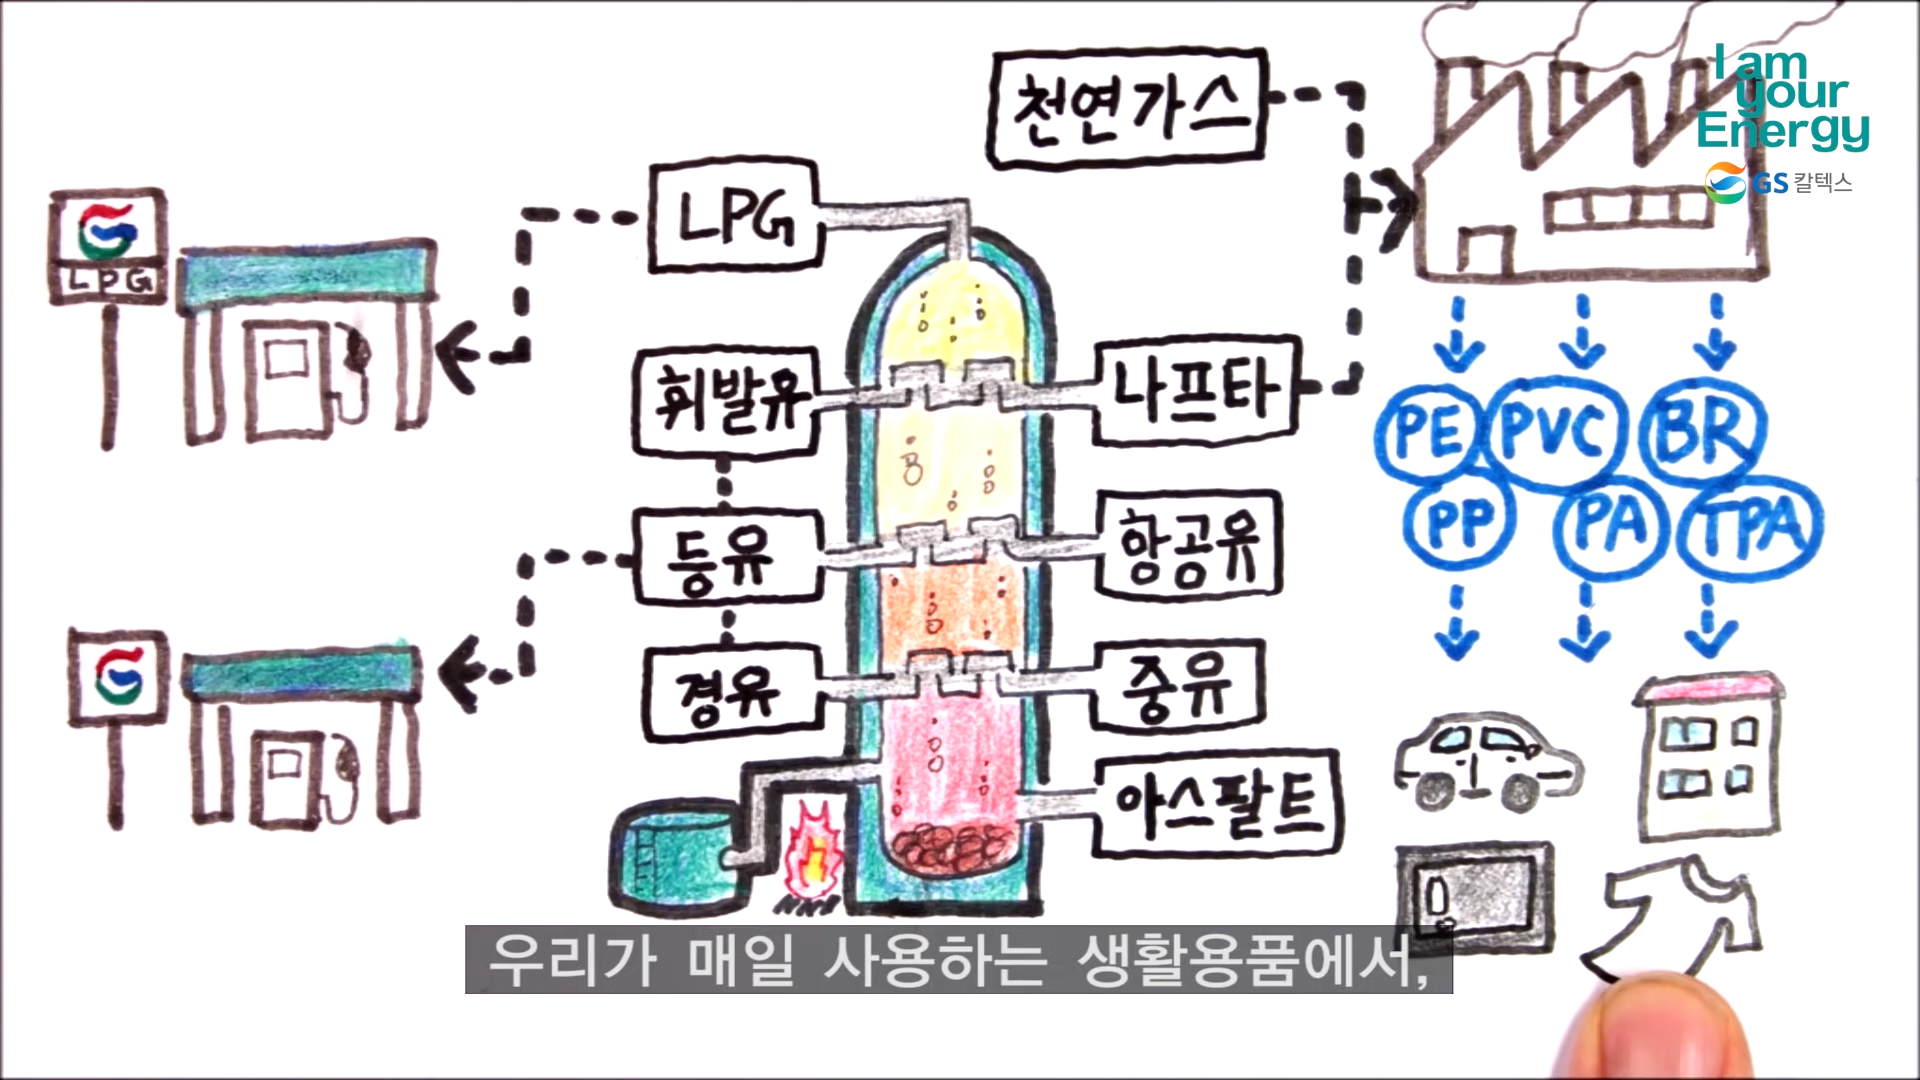 I am
your
Energy
GS 칼텍스
천연가스
LPG
LPG
휘발유
나프타
PE
PVC
BR
PP
PA
TPA
등유
항공유
경유
중유
아스팔트
우리가 매일 사용하는 생활용품에서,